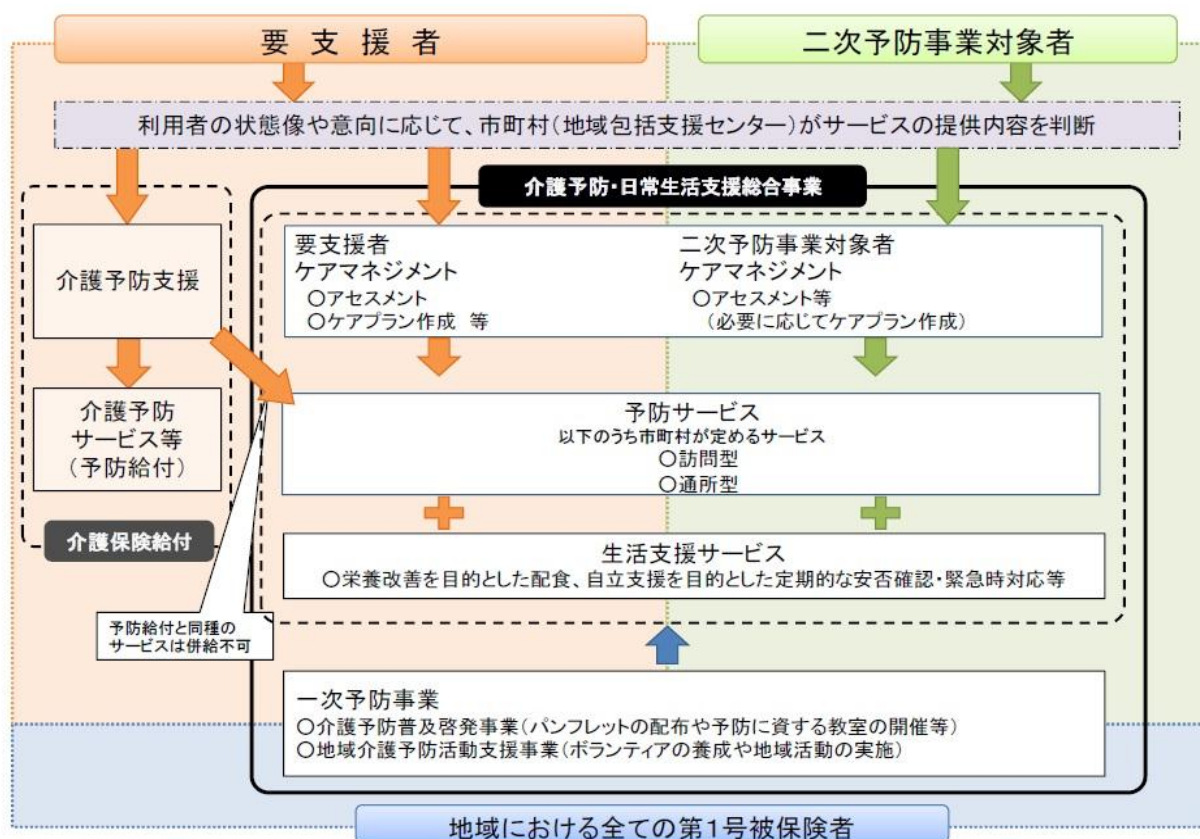 要支援者
二次予防事業対象者
利用者の状態像や意向に応じて、市町村(地域包括支援センター)がサービスの提供内容を判断
介護予防・日常生活支援総合事業
介護予防支援
要支援者
ケアマネジメント
○アセスメント
○ケアプラン作成 等
二次予防事業対象者
ケアマネジメント
○アセスメント等
(必要に応じてケアプラン作成)
介護予防
サービス等
(予防給付)
介護保険給付
予防サービス
以下のうち市町村が定めるサービス
○訪問型
○通所型
生活支援サービス
○栄養改善を目的とした配食、自立支援を目的とした定期的な安否確認・緊急時対応等
予防給付と同種の
サービスは併給不可
一次予防事業
○介護予防普及啓発事業(パンフレットの配布や予防に資する教室の開催等)
○地域介護予防活動支援事業(ボランティアの養成や地域活動の実施)
地域における全ての第1号被保険者